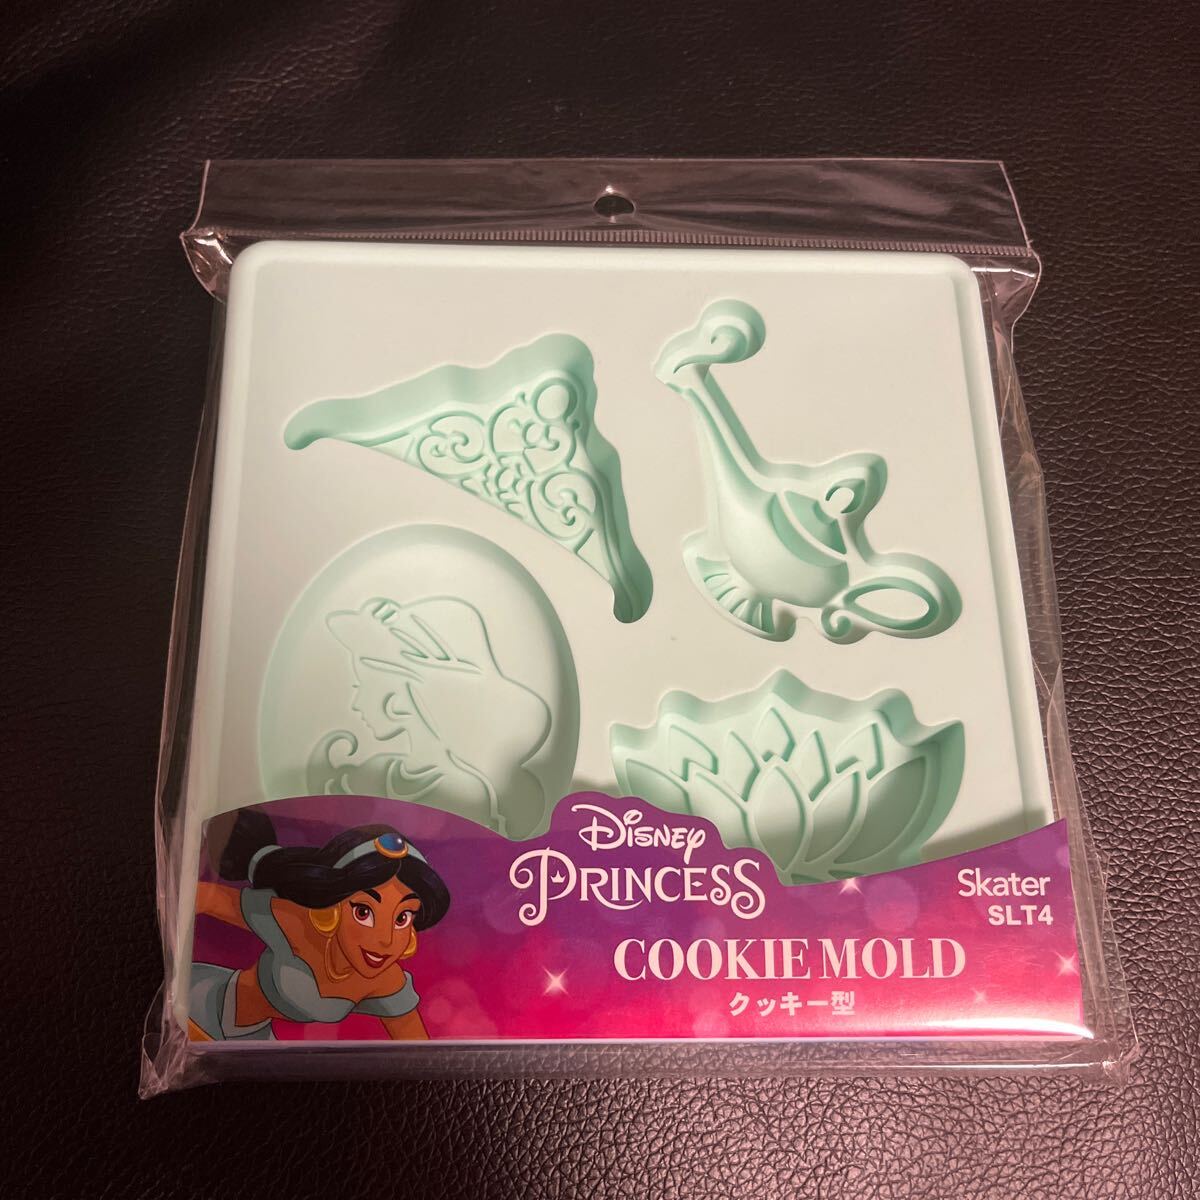 Disney
PRINCESS
Skater
SLT4
COOKIE MOLD
クッキー型